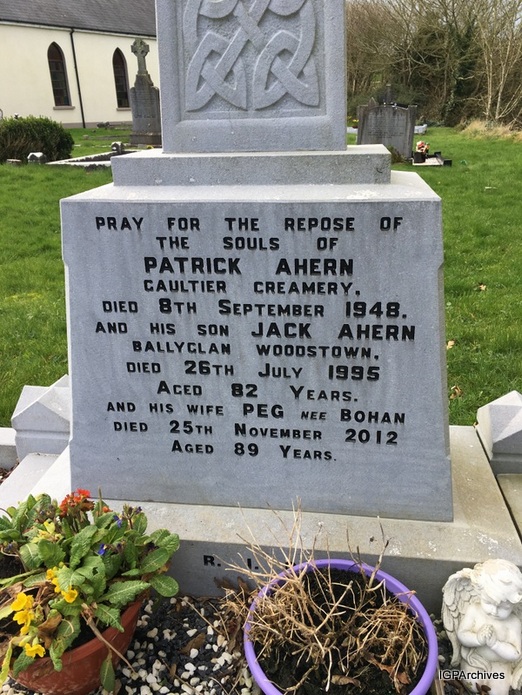 PRAY FOR THE REPOSE OF
THE SOULS OF
PATRICK AHERN
GAULTIER CREAMERY,
DIED 8TH SEPTEMBER 1948.
AND HIS SON JACK AHERN
BALLYGLAN WOODSTOWN,
DIED 26TH JULY 1995
AGED 82 YEARS.
AND HIS WIFE PEG NEE BOHAN
DIED 25TH NOVEMBER 2012
AGED 89 YEARS.
R. I.
IGPArchives